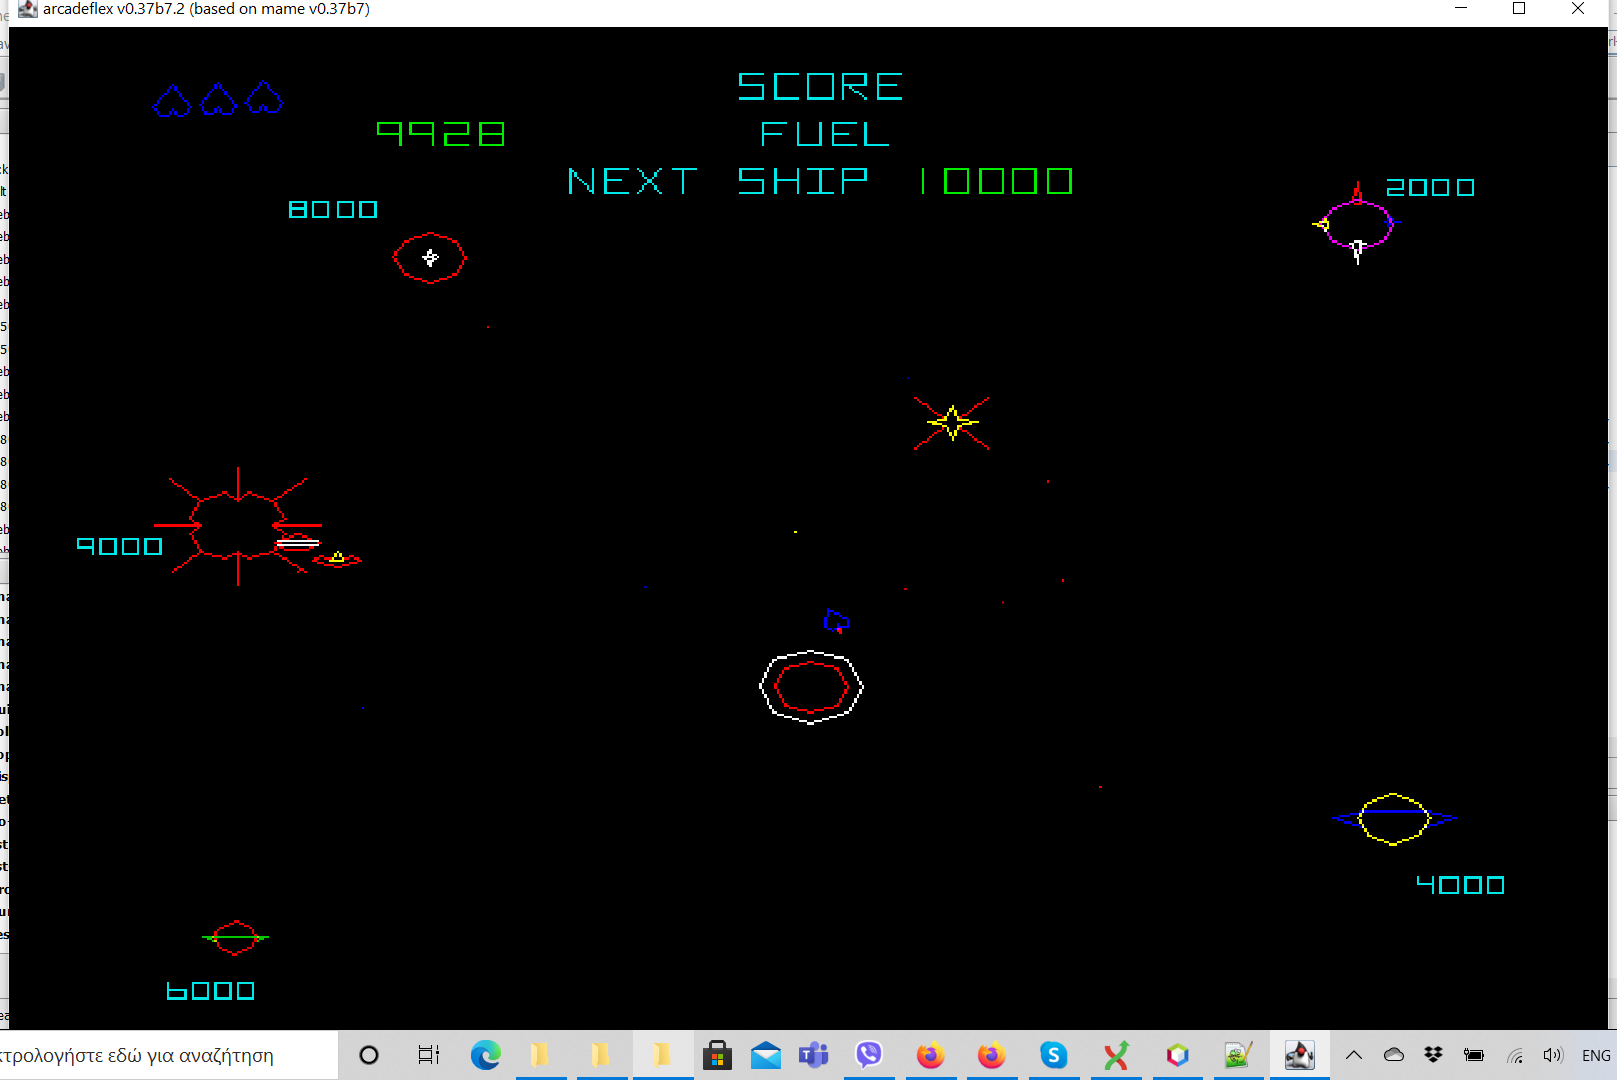 arcadeflex v0.37b7.2 (based on mame v0.37b7)
SCORE
9928 FUEL
NEXT SHIP 10000
2000
8000
9000
4000
6000
κτρολογήστε εδώ για αναζήτηση
ENG